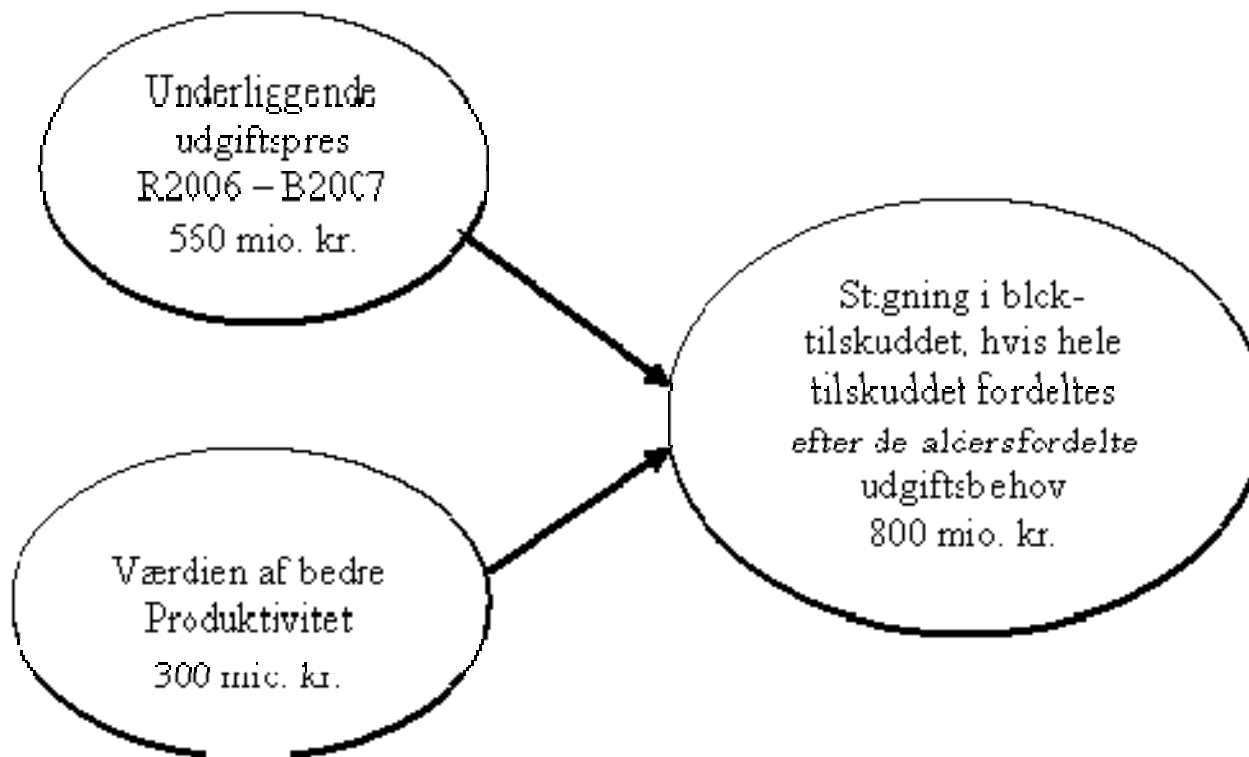 Underliggende
udgiftspres
R2006 – B2007
560 mio. kr.
Stigning i blok-
tilskuddet, hvis hele
tilskuddet fordeltes
efter de aldersfordelte
udgiftsbehov
800 mio. kr.
Værdien af bedre
Produktivitet
300 mio. kr.